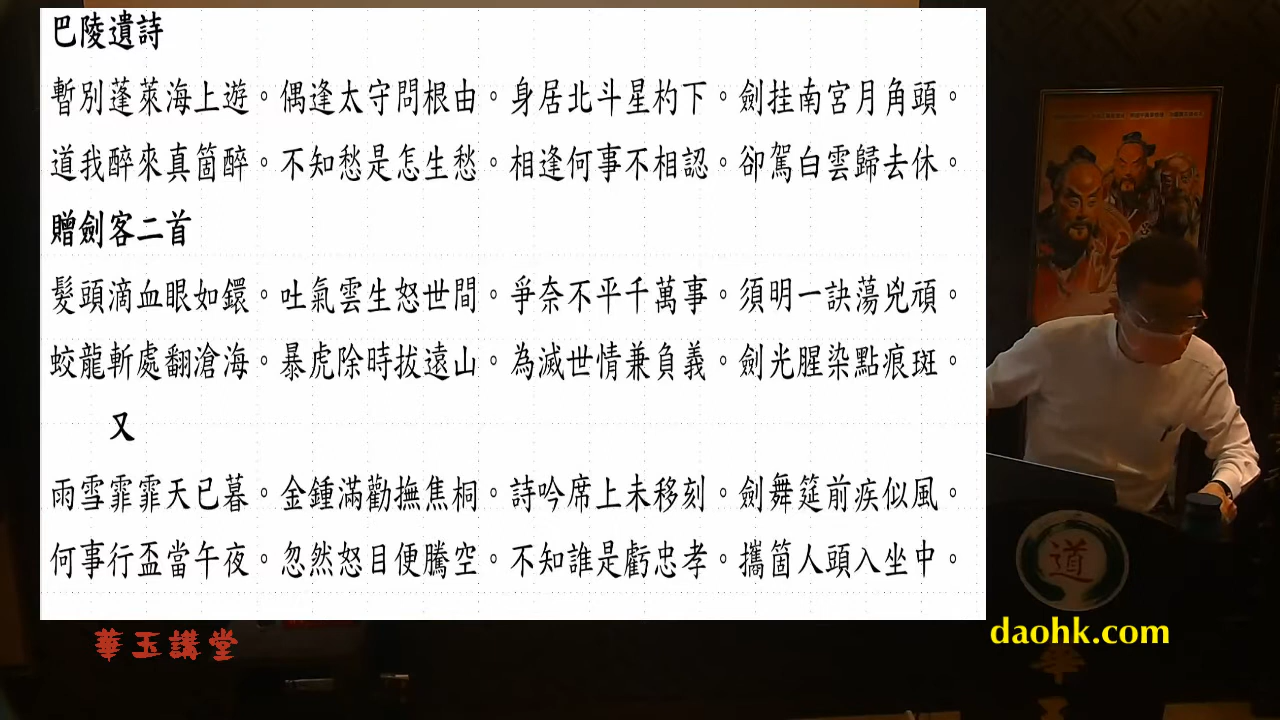 巴陵遺詩
暫別蓬萊海上遊。偶逢太守問根由。身居北斗星杓下。劍挂南宮月角頭。
道我醉來真箇醉。不知愁是怎生愁。相逢何事不相認。卻駕白雲歸去休。
贈劍客二首
髮頭滴血眼如鐶。吐氣雲生怒世間。爭奈不平千萬事。須明一訣蕩兇頑。
蛟龍斬處翻滄海。暴虎除時拔遠山。為滅世情兼負義。劍光腥染點痕斑。
又
雨雪霏霏天已暮。金鍾滿勸撫焦桐。詩吟席上未移刻。劍舞筵前疾似風。
何事行盃當午夜。忽然怒目便騰空。不知誰是虧忠孝。攜箇人頭入坐中。
華玉講堂
道
daohk.com
華